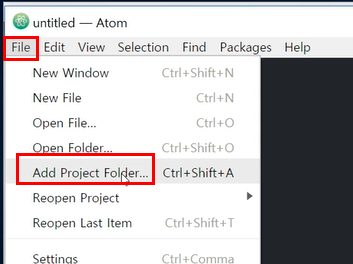 untitled — Atom
File Edit View Selection Find Packages Help
New Window Ctrl+Shift+N
New File Ctrl+N
Open File... Ctrl+O
Open Folder... Ctrl+Shift+O
Add Project Folder... Ctrl+Shift+A
Reopen Project
Reopen Last Item Ctrl+Shift+T
Settings Ctrl+Comma